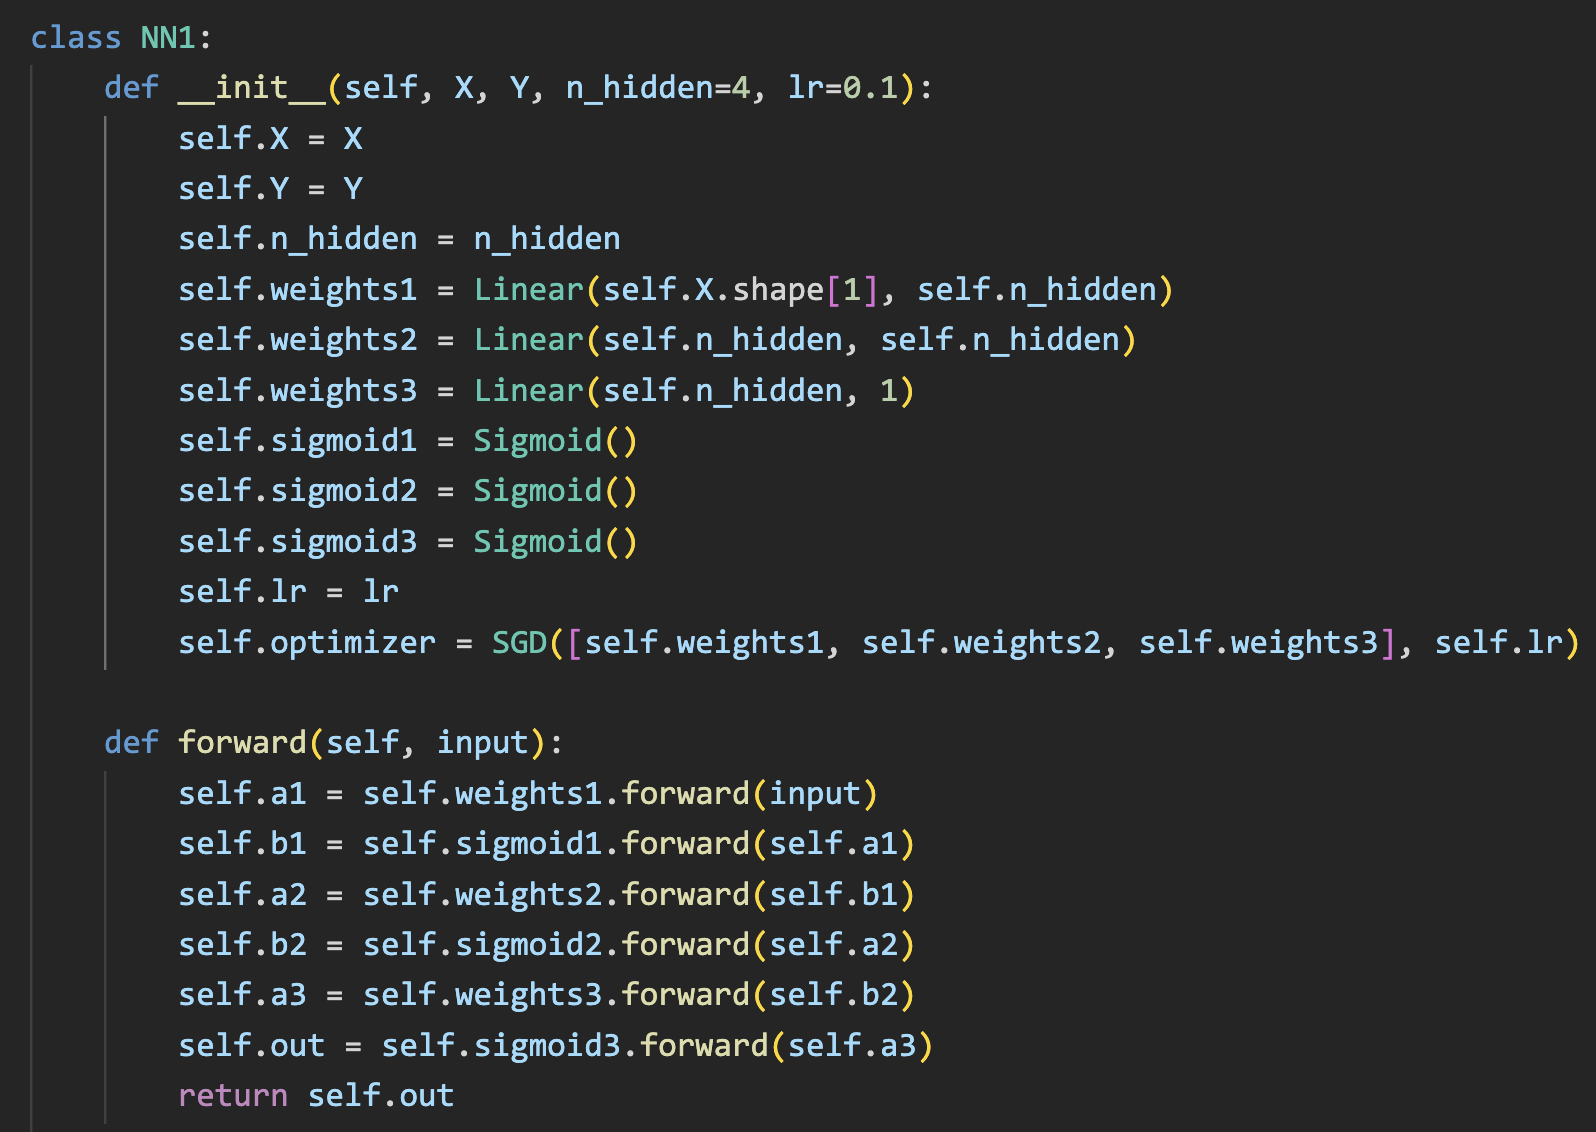 class NN1:
    def __init__(self, X, Y, n_hidden=4, lr=0.1):
        self.X = X
        self.Y = Y
        self.n_hidden = n_hidden
        self.weights1 = Linear(self.X.shape[1], self.n_hidden)
        self.weights2 = Linear(self.n_hidden, self.n_hidden)
        self.weights3 = Linear(self.n_hidden, 1)
        self.sigmoid1 = Sigmoid()
        self.sigmoid2 = Sigmoid()
        self.sigmoid3 = Sigmoid()
        self.lr = lr
        self.optimizer = SGD([self.weights1, self.weights2, self.weights3], self.lr)

    def forward(self, input):
        self.a1 = self.weights1.forward(input)
        self.b1 = self.sigmoid1.forward(self.a1)
        self.a2 = self.weights2.forward(self.b1)
        self.b2 = self.sigmoid2.forward(self.a2)
        self.a3 = self.weights3.forward(self.b2)
        self.out = self.sigmoid3.forward(self.a3)
        return self.out